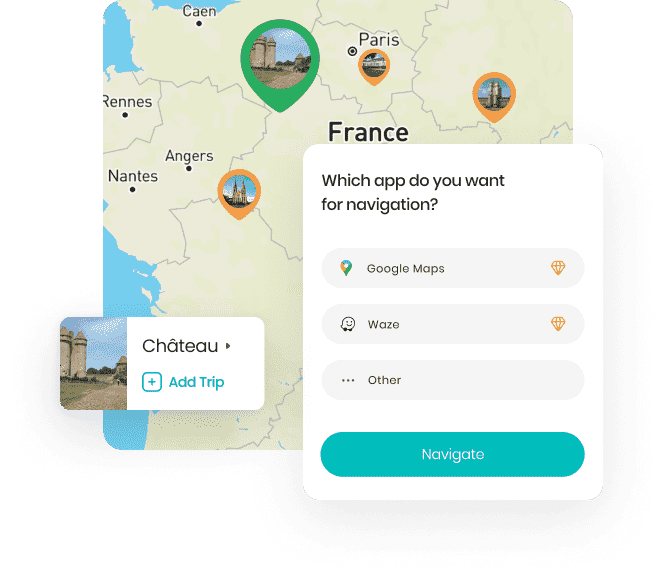 Caen
Paris
Rennes
France
Angers
Nantes
Which app do you want
for navigation?
Google Maps
Waze
Other
Navigate
Château
Add Trip